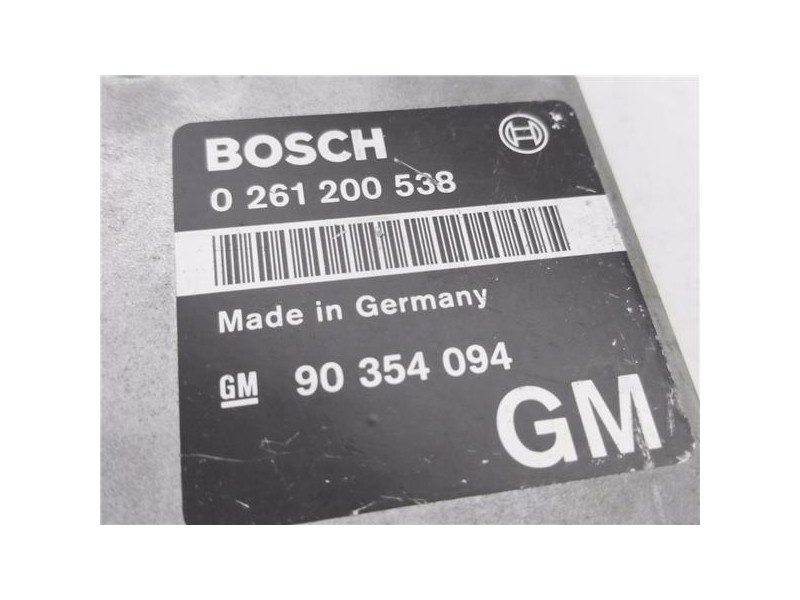 BOSCH
0 261 200 538
Made in Germany
GM 90 354 094
GM